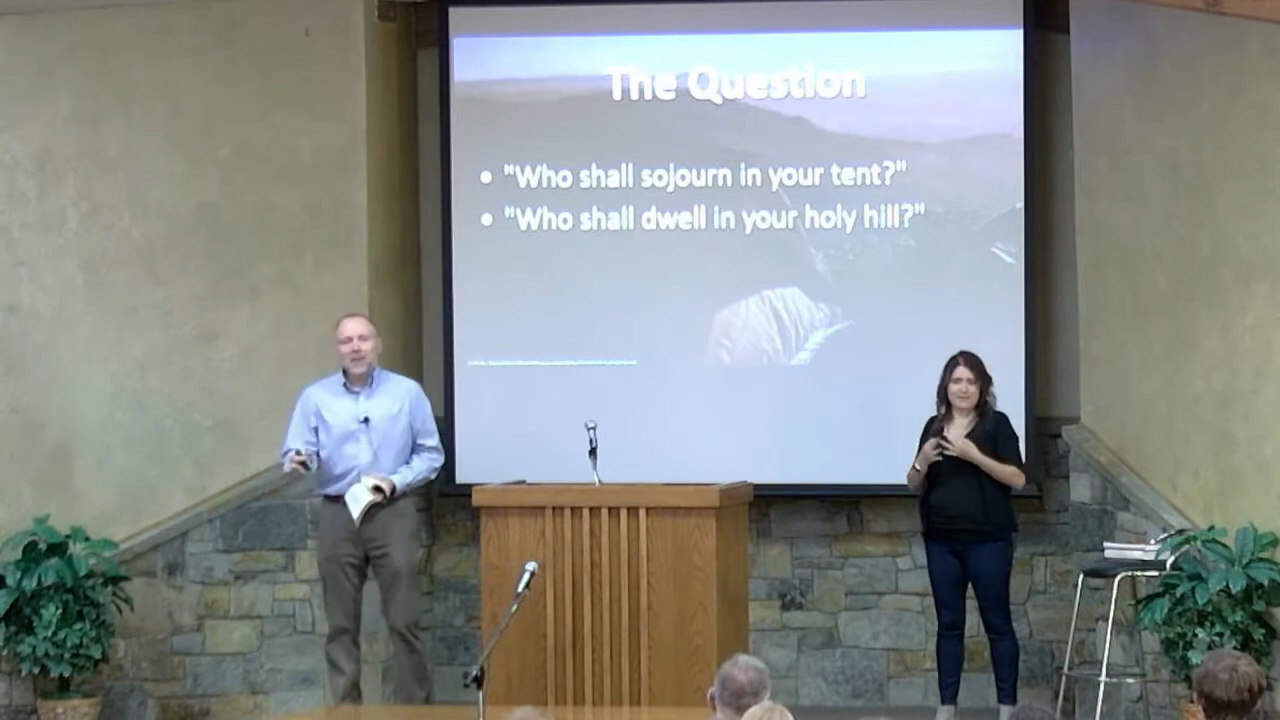 The Question
• "Who shall sojourn in your tent?"
• "Who shall dwell in your holy hill?"